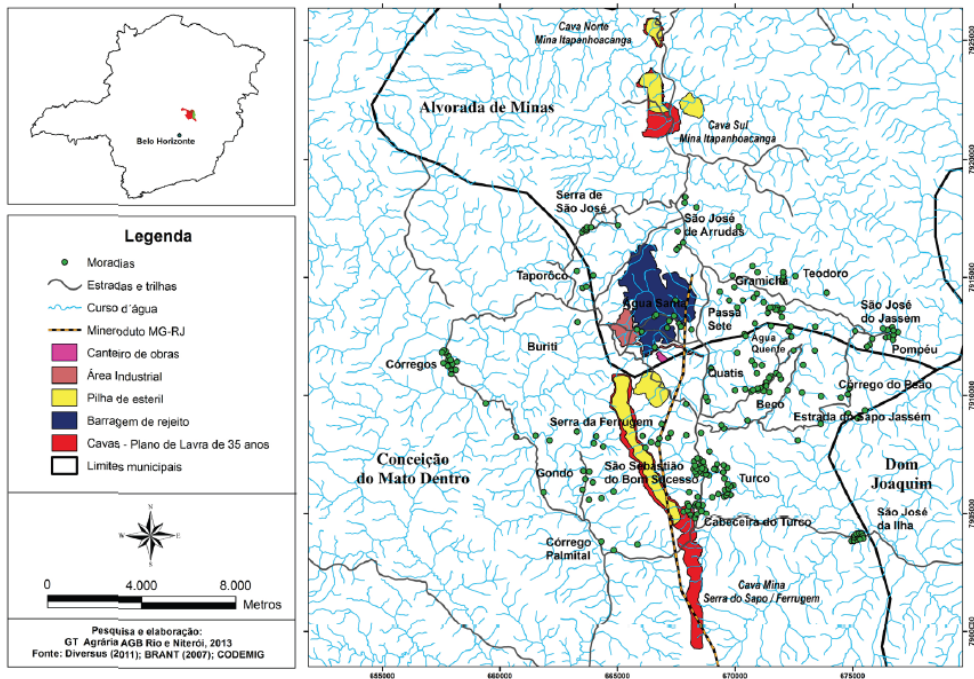 Belo Horizonte
Legenda
Moradias
Estradas e trilhas
Curso d´água
Mineroduto MG-RJ
Canteiro de obras
Área Industrial
Pilha de esteril
Barragem de rejeito
Cavas - Plano de Lavra de 35 anos
Limites municipais
N
W
E
S
0
4.000
8.000
Metros
Pesquisa e elaboração:
GT Agrária AGB Rio e Niterói, 2013
Fonte: Diversus (2011); BRANT (2007); CODEMIG
Cava Norte
Mina Itapanhoacanga
Alvorada de Minas
Cava Sul
Mina Itapanhoacanga
Serra de
São José
São José
de Arrudas
Taporôco
Teodoro
Gramichã
Água Santa
Passa
Sete
São José
do Jassem
Buriti
Água
Quente
Pompéu
Córregos
Quatis
Córrego do Peão
Beco
Estrada do Sapo Jassém
Serra da Ferrugem
Conceição
do Mato Dentro
Gondó
São Sebastião
do Bom Sucesso
Turco
Dom
Joaquim
São José
da Ilha
Cabeceira do Turco
Córrego
Palmital
Cava Mina
Serra do Sapo / Ferrugem
655000
660000
665000
670000
675000
7925000
7920000
7915000
7910000
7905000